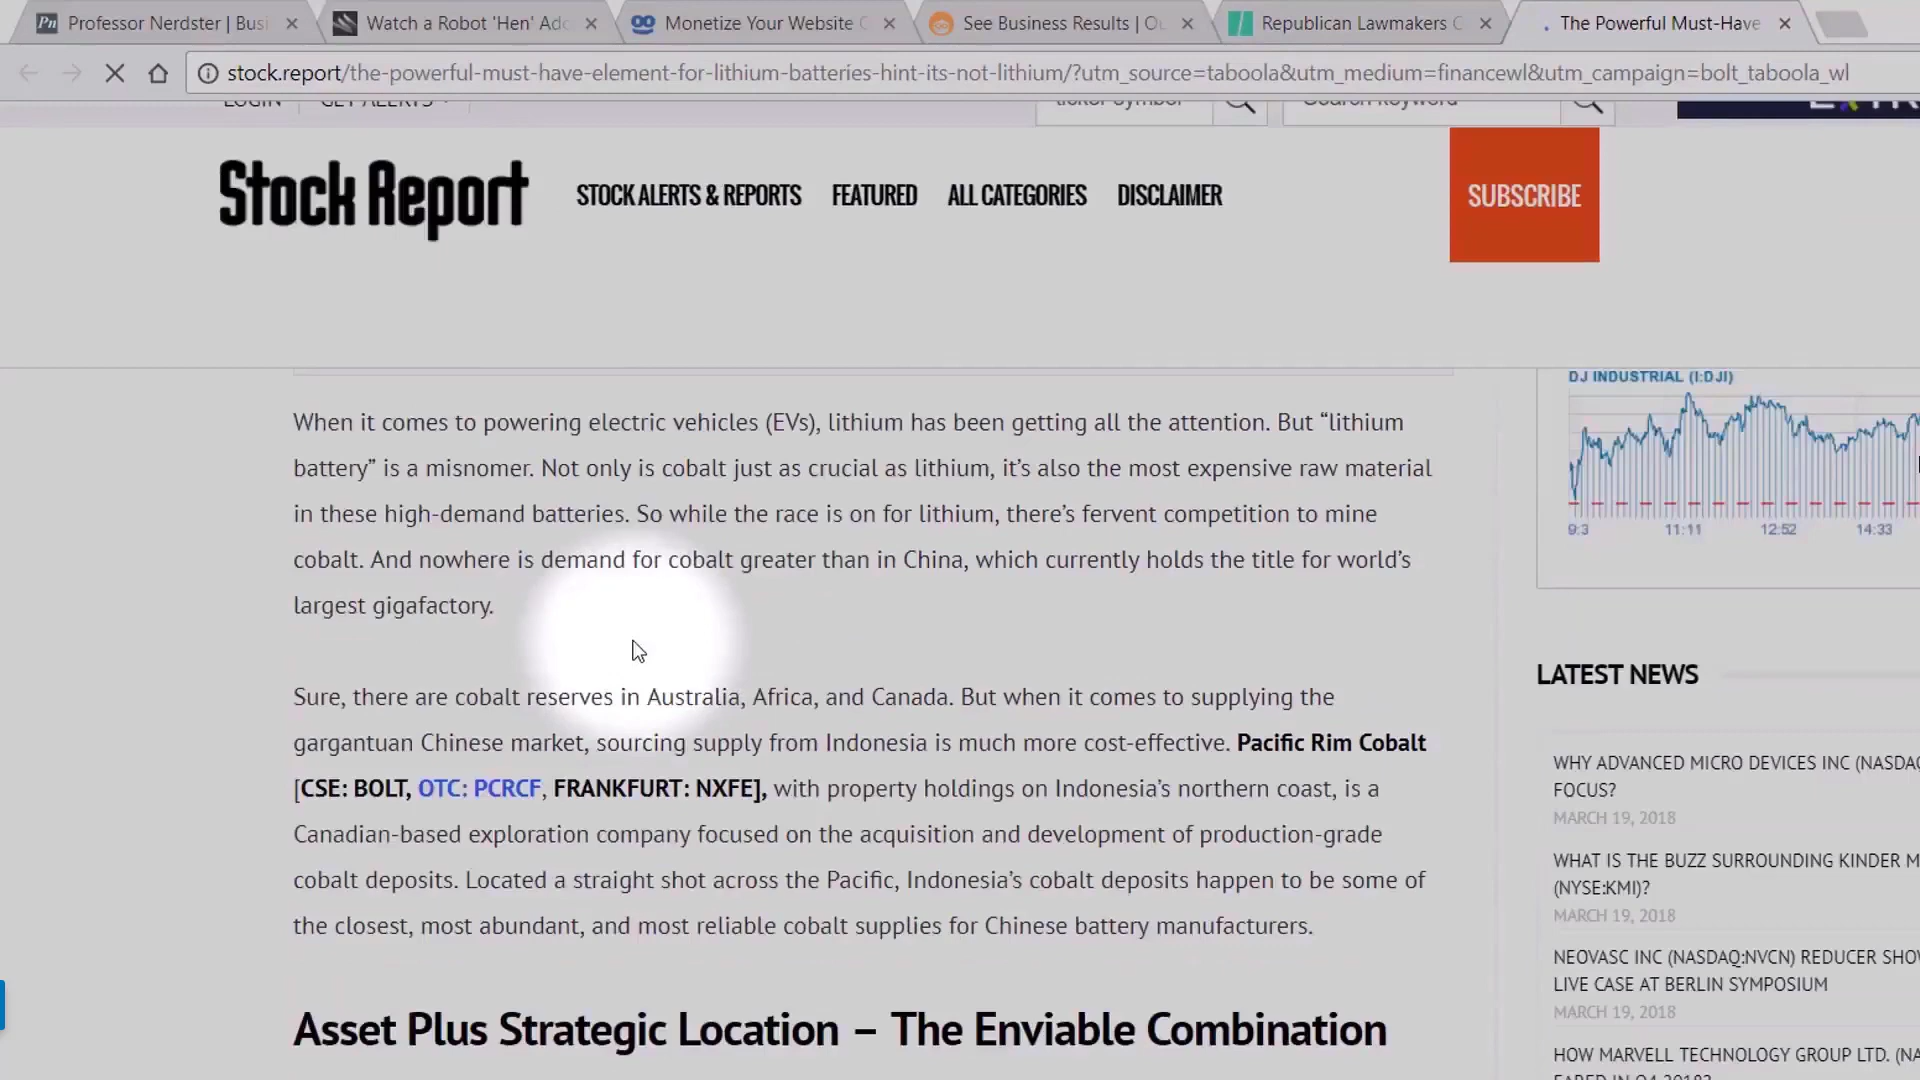 Professor Nerdster | Busi
Watch a Robot 'Hen' Ado
Monetize Your Website
See Business Results | Ou
Republican Lawmakers
The Powerful Must-Have
stock.report/the-powerful-must-have-element-for-lithium-batteries-hint-its-not-lithium/?utm_source=taboola&utm_medium=financewl&utm_campaign=bolt_taboola_wl
LOGIN GET ALERTS
ticker symbol
Search keyword
Stock Report
STOCK ALERTS & REPORTS FEATURED ALL CATEGORIES DISCLAIMER
SUBSCRIBE
When it comes to powering electric vehicles (EVs), lithium has been getting all the attention. But “lithium
battery” is a misnomer. Not only is cobalt just as crucial as lithium, it’s also the most expensive raw material
in these high-demand batteries. So while the race is on for lithium, there’s fervent competition to mine
cobalt. And nowhere is demand for cobalt greater than in China, which currently holds the title for world’s
largest gigafactory.
Sure, there are cobalt reserves in Australia, Africa, and Canada. But when it comes to supplying the
gargantuan Chinese market, sourcing supply from Indonesia is much more cost-effective. Pacific Rim Cobalt
[CSE: BOLT, OTC: PCRCF, FRANKFURT: NXFE], with property holdings on Indonesia’s northern coast, is a
Canadian-based exploration company focused on the acquisition and development of production-grade
cobalt deposits. Located a straight shot across the Pacific, Indonesia’s cobalt deposits happen to be some of
the closest, most abundant, and most reliable cobalt supplies for Chinese battery manufacturers.
Asset Plus Strategic Location – The Enviable Combination
DJ INDUSTRIAL (I:DJI)
9:3 11:11 12:52 14:33
LATEST NEWS
WHY ADVANCED MICRO DEVICES INC (NASDAQ
FOCUS?
MARCH 19, 2018
WHAT IS THE BUZZ SURROUNDING KINDER M
(NYSE:KMI)?
MARCH 19, 2018
NEOVASC INC (NASDAQ:NVCN) REDUCER SHO
LIVE CASE AT BERLIN SYMPOSIUM
MARCH 19, 2018
HOW MARVELL TECHNOLOGY GROUP LTD. (NA
FARED IN Q4 2018?